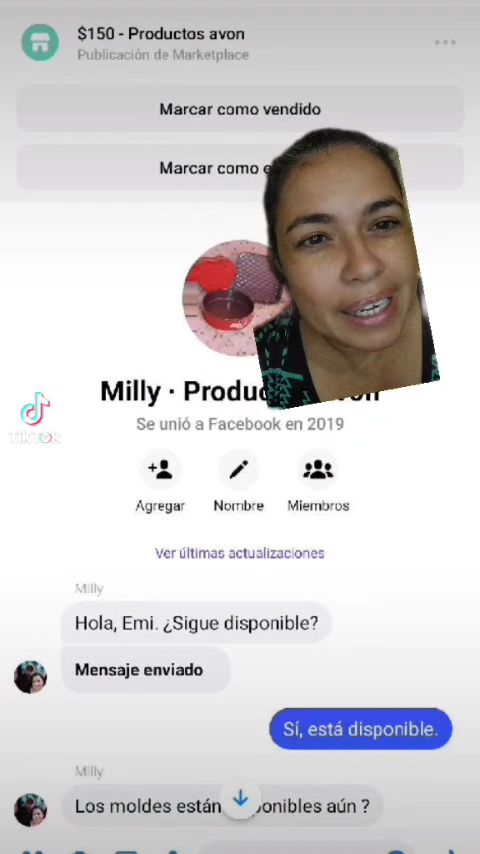 $150 - Productos avon
Publicación de Marketplace
Marcar como vendido
Marcar como
Milly ·
Se unió a Facebook en 2019
TikTok
Agregar Nombre Miembros
Ver últimas actualizaciones
Milly
Hola, Emi. ¿Sigue disponible?
Mensaje enviado
Sí, está disponible.
Milly
Los moldes están aún ?